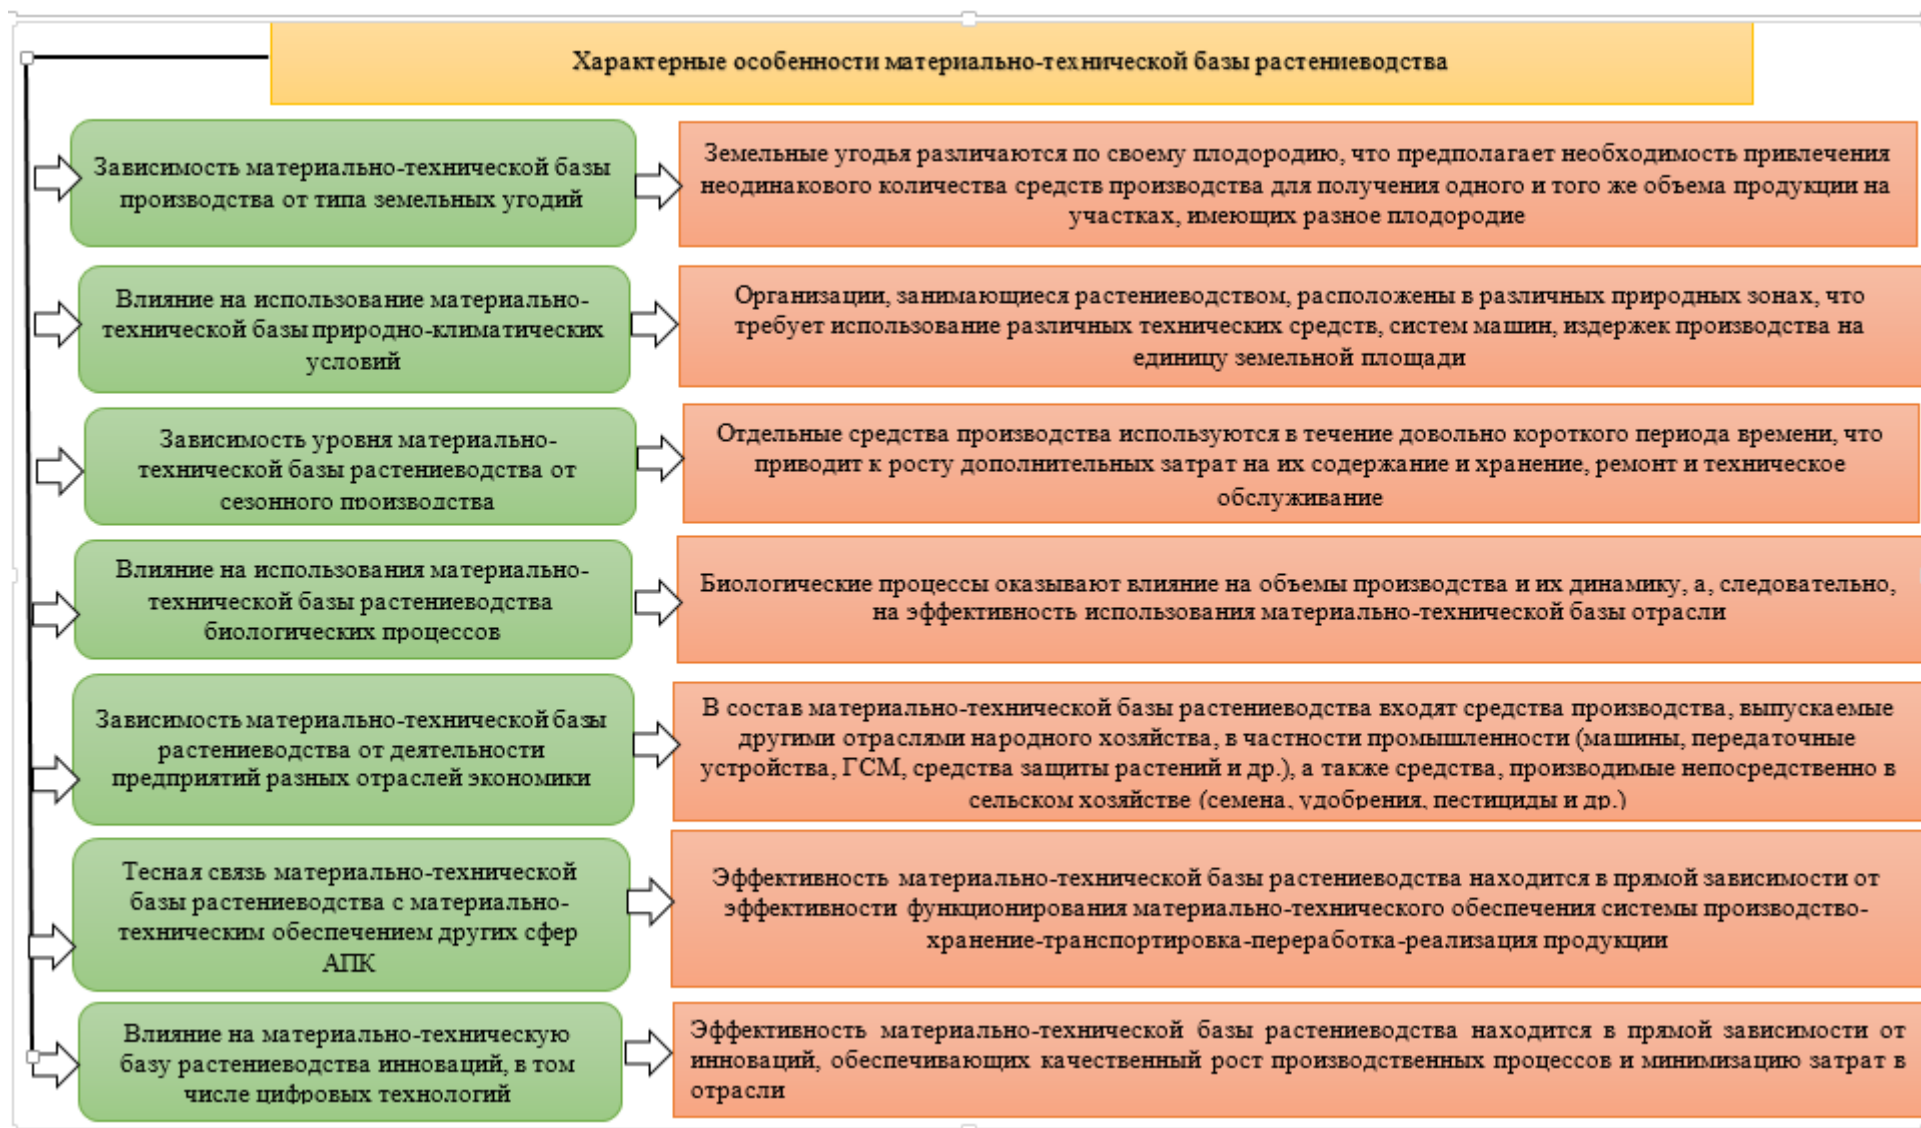 Характерные особенности материально-технической базы растениеводства
Зависимость материально-технической базы
производства от типа земельных угодий
Земельные угодья различаются по своему плодородию, что предполагает необходимость привлечения
неодинакового количества средств производства для получения одного и того же объема продукции на
участках, имеющих разное плодородие
Влияние на использование материально-
технической базы природно-климатических
условий
Организации, занимающиеся растениеводством, расположены в различных природных зонах, что
требует использование различных технических средств, систем машин, издержек производства на
единицу земельной площади
Зависимость уровня материально-
технической базы растениеводства от
сезонного производства
Отдельные средства производства используются в течение довольно короткого периода времени, что
приводит к росту дополнительных затрат на их содержание и хранение, ремонт и техническое
обслуживание
Влияние на использования материально-
технической базы растениеводства
биологических процессов
Биологические процессы оказывают влияние на объемы производства и их динамику, а, следовательно,
на эффективность использования материально-технической базы отрасли
Зависимость материально-технической базы
растениеводства от деятельности
предприятий разных отраслей экономики
В состав материально-технической базы растениеводства входят средства производства, выпускаемые
другими отраслями народного хозяйства, в частности промышленности (машины, передаточные
устройства, ГСМ, средства защиты растений и др.), а также средства, производимые непосредственно в
сельском хозяйстве (семена, удобрения, пестициды и др.)
Тесная связь материально-технической
базы растениеводства с материально-
техническим обеспечением других сфер
АПК
Эффективность материально-технической базы растениеводства находится в прямой зависимости от
эффективности функционирования материально-технического обеспечения системы производство-
хранение-транспортировка-переработка-реализация продукции
Влияние на материально-техническую
базу растениеводства инноваций, в том
числе цифровых технологий
Эффективность материально-технической базы растениеводства находится в прямой зависимости от
инноваций, обеспечивающих качественный рост производственных процессов и минимизацию затрат в
отрасли